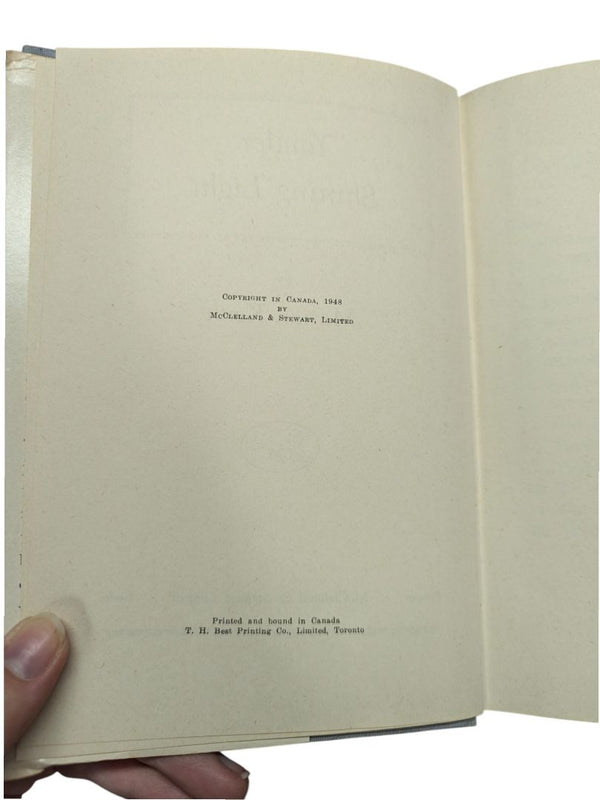 Copyright in Canada, 1948
by
McClelland & Stewart, Limited
Printed and bound in Canada
T. H. Best Printing Co., Limited, Toronto